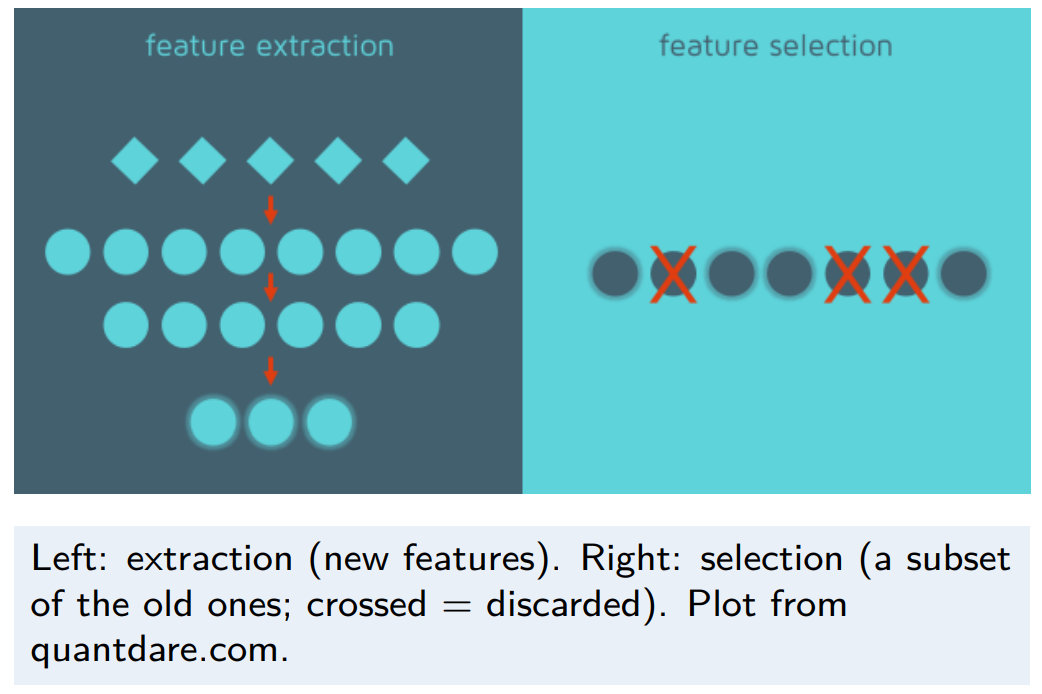 feature extraction
feature selection
Left: extraction (new features). Right: selection (a subset
of the old ones; crossed = discarded). Plot from
quantdare.com.